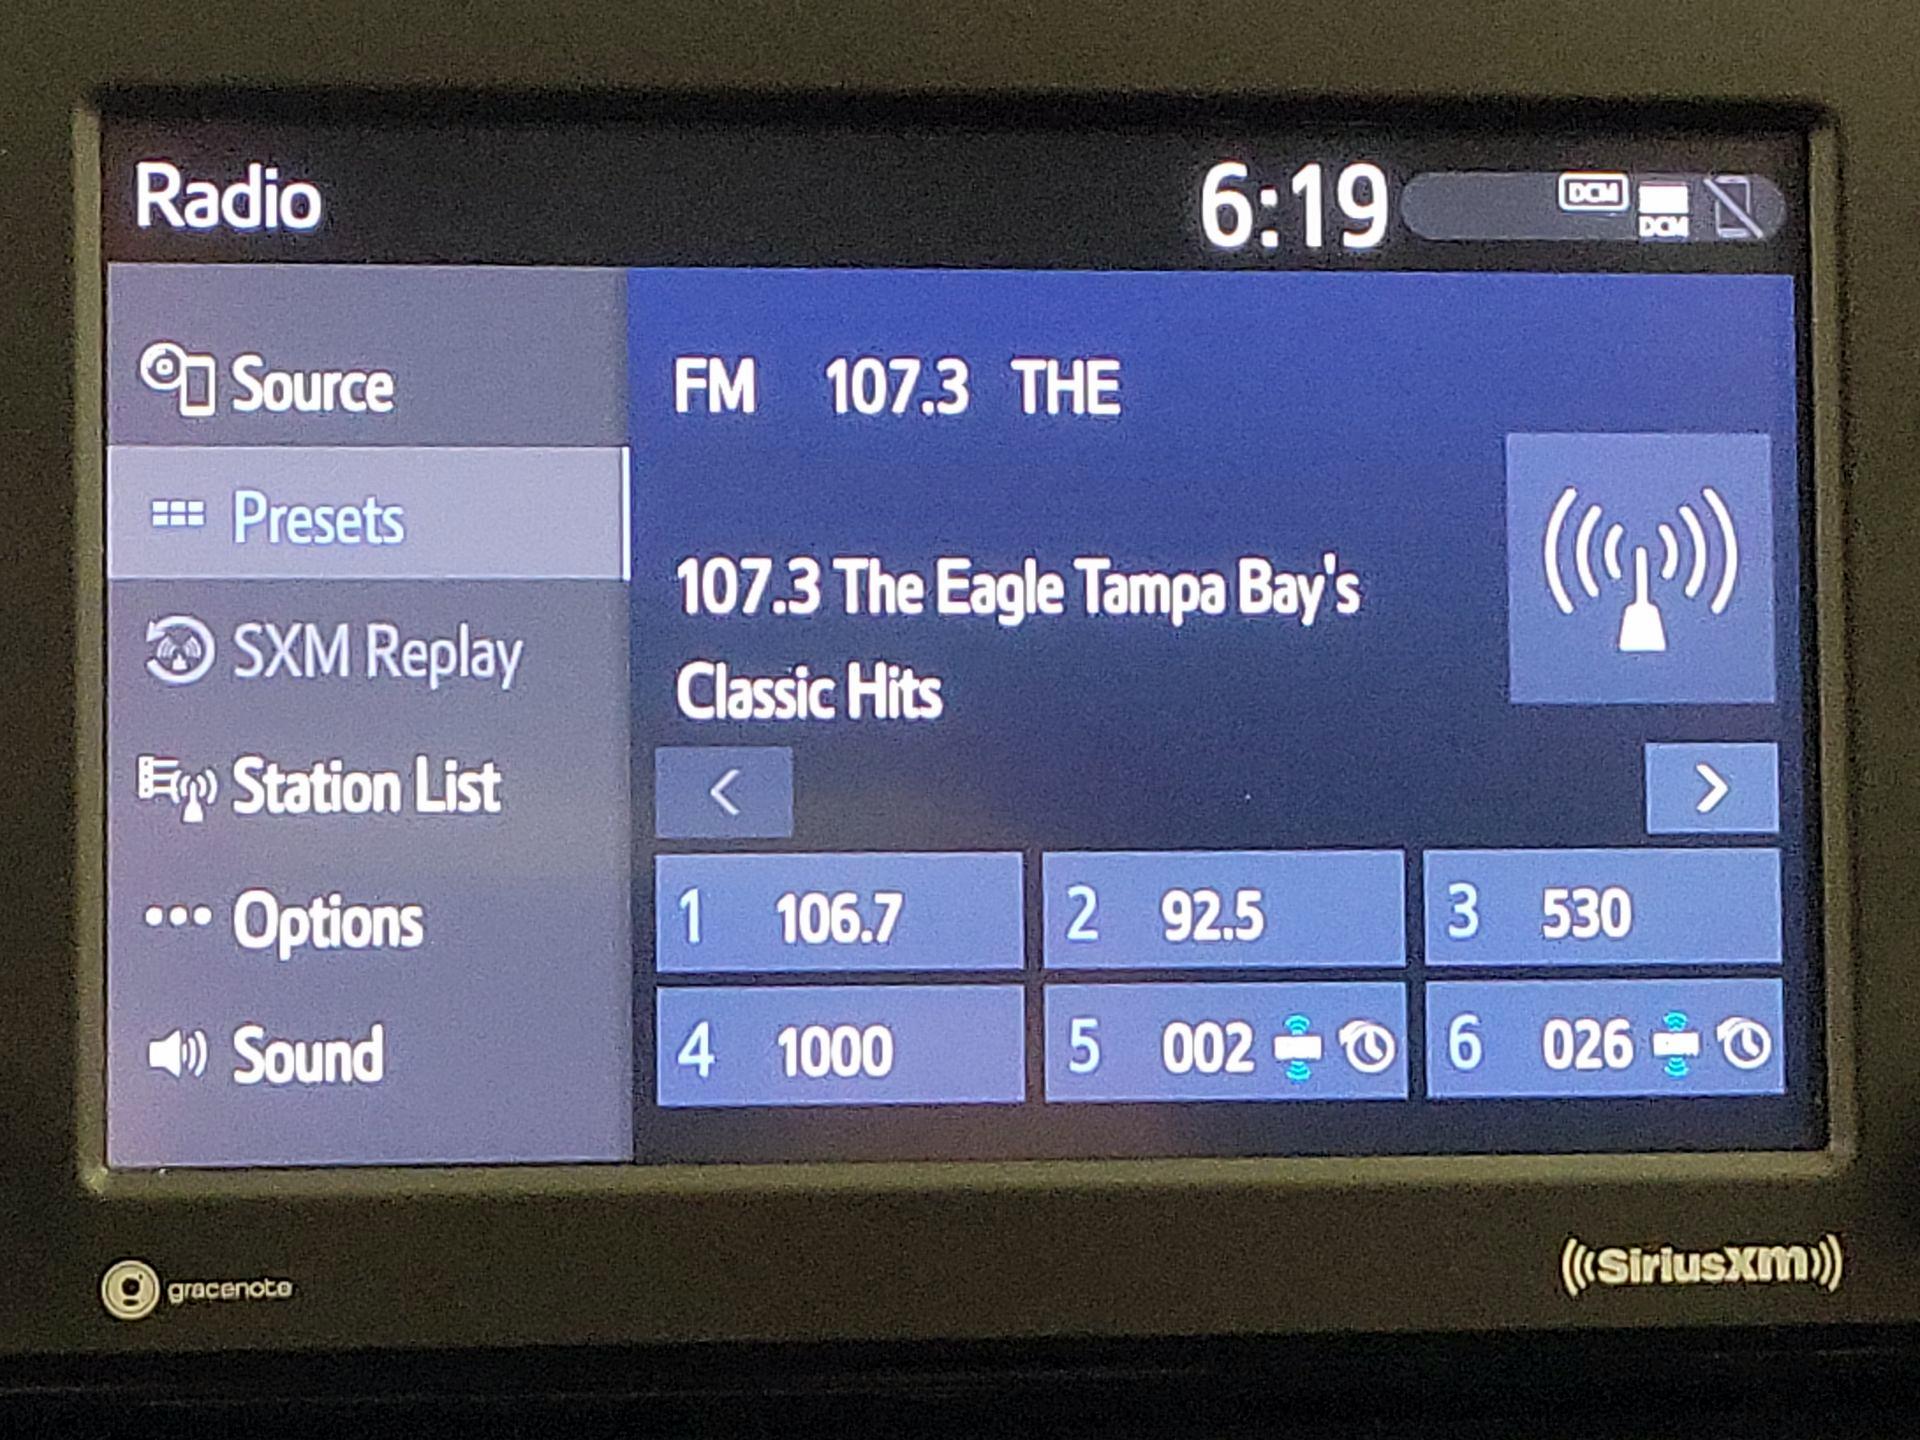 Radio
6:19
DCM
DCM
Source
Presets
SXM Replay
Station List
Options
Sound
FM 107.3 THE
107.3 The Eagle Tampa Bay's
Classic Hits
1 106.7
2 92.5
3 530
4 1000
5 002
6 026
gracenote
SiriusXM